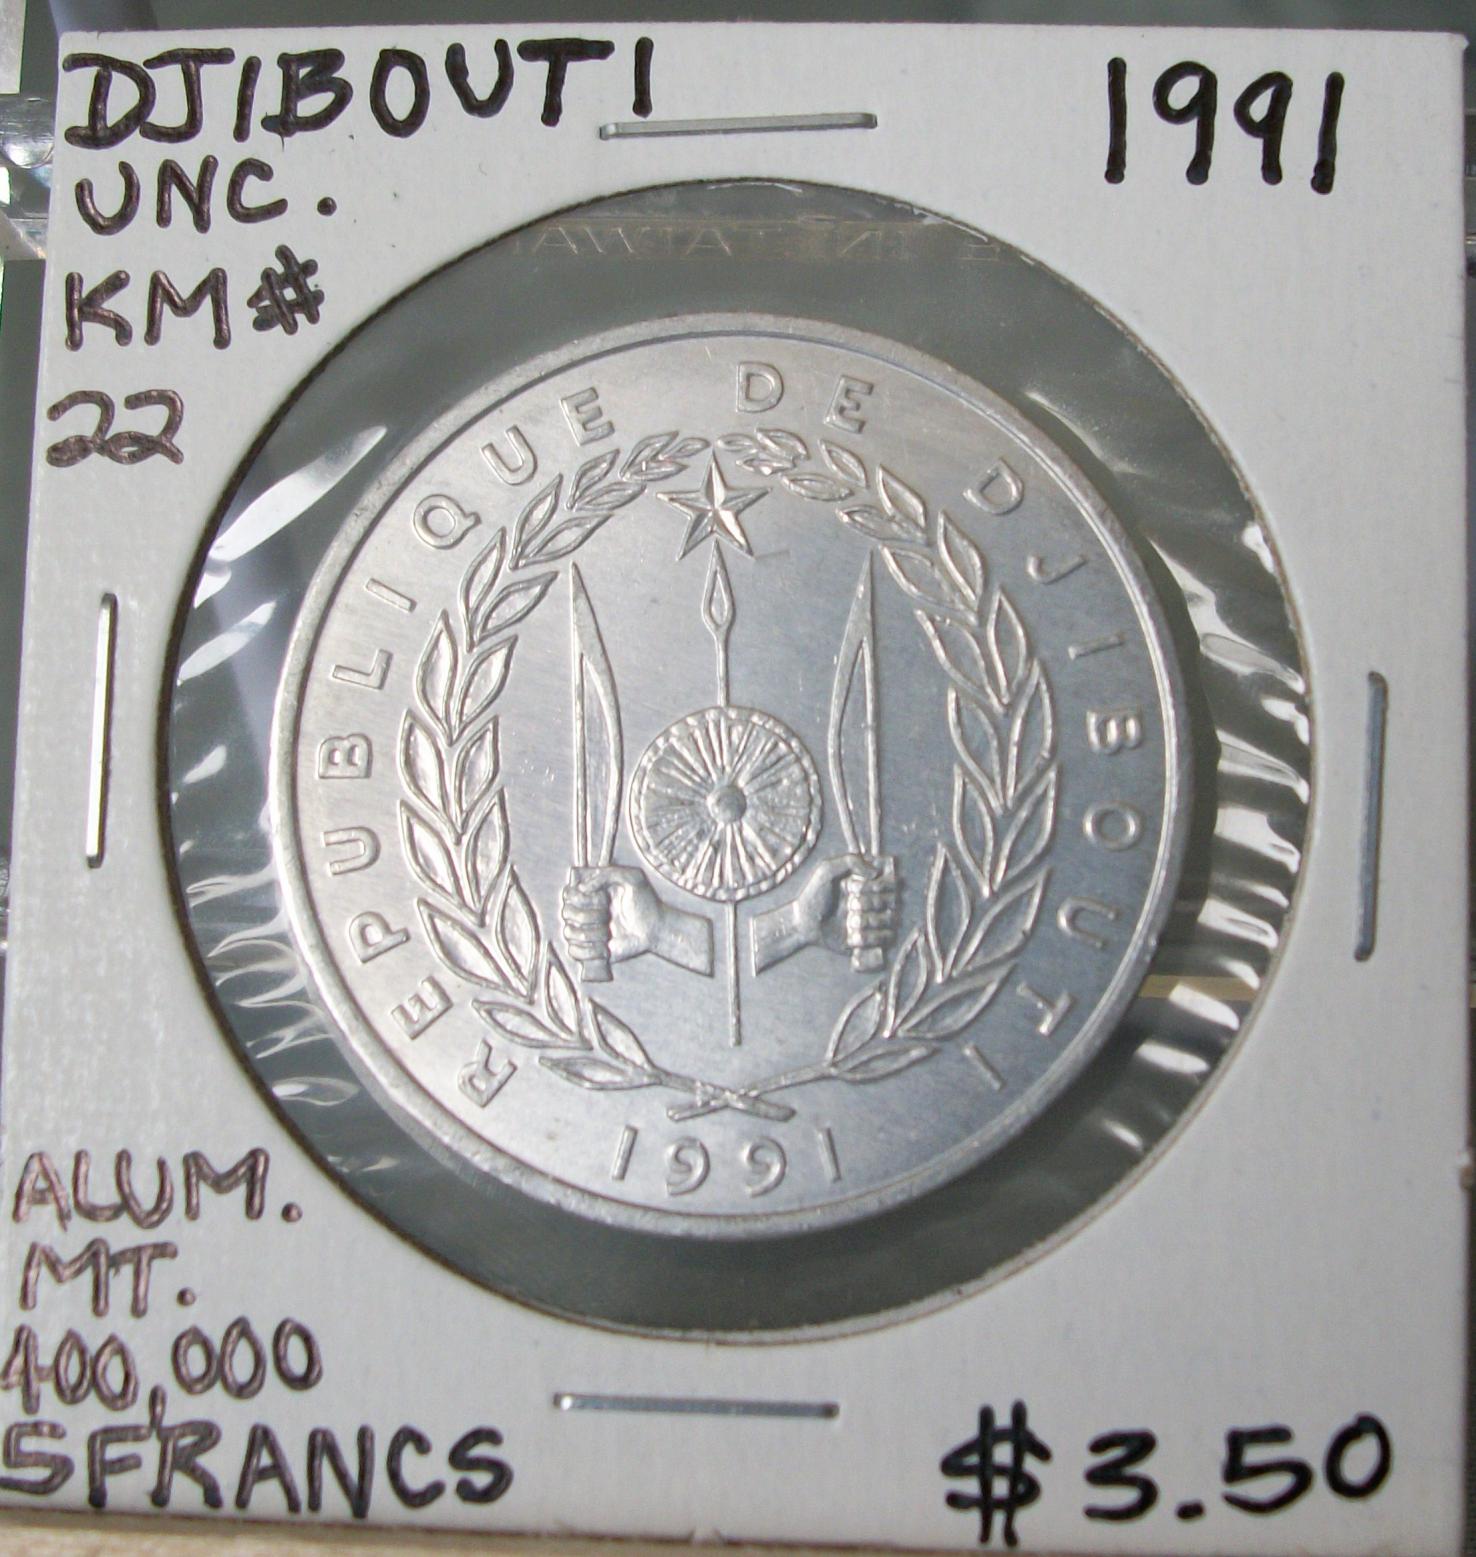 DJIBOUTI
1991
UNC.
KM#
22
REPUBLIQUE DE DJIBOUTI
1991
ALUM.
MT.
400,000
5FRANCS
$3.50